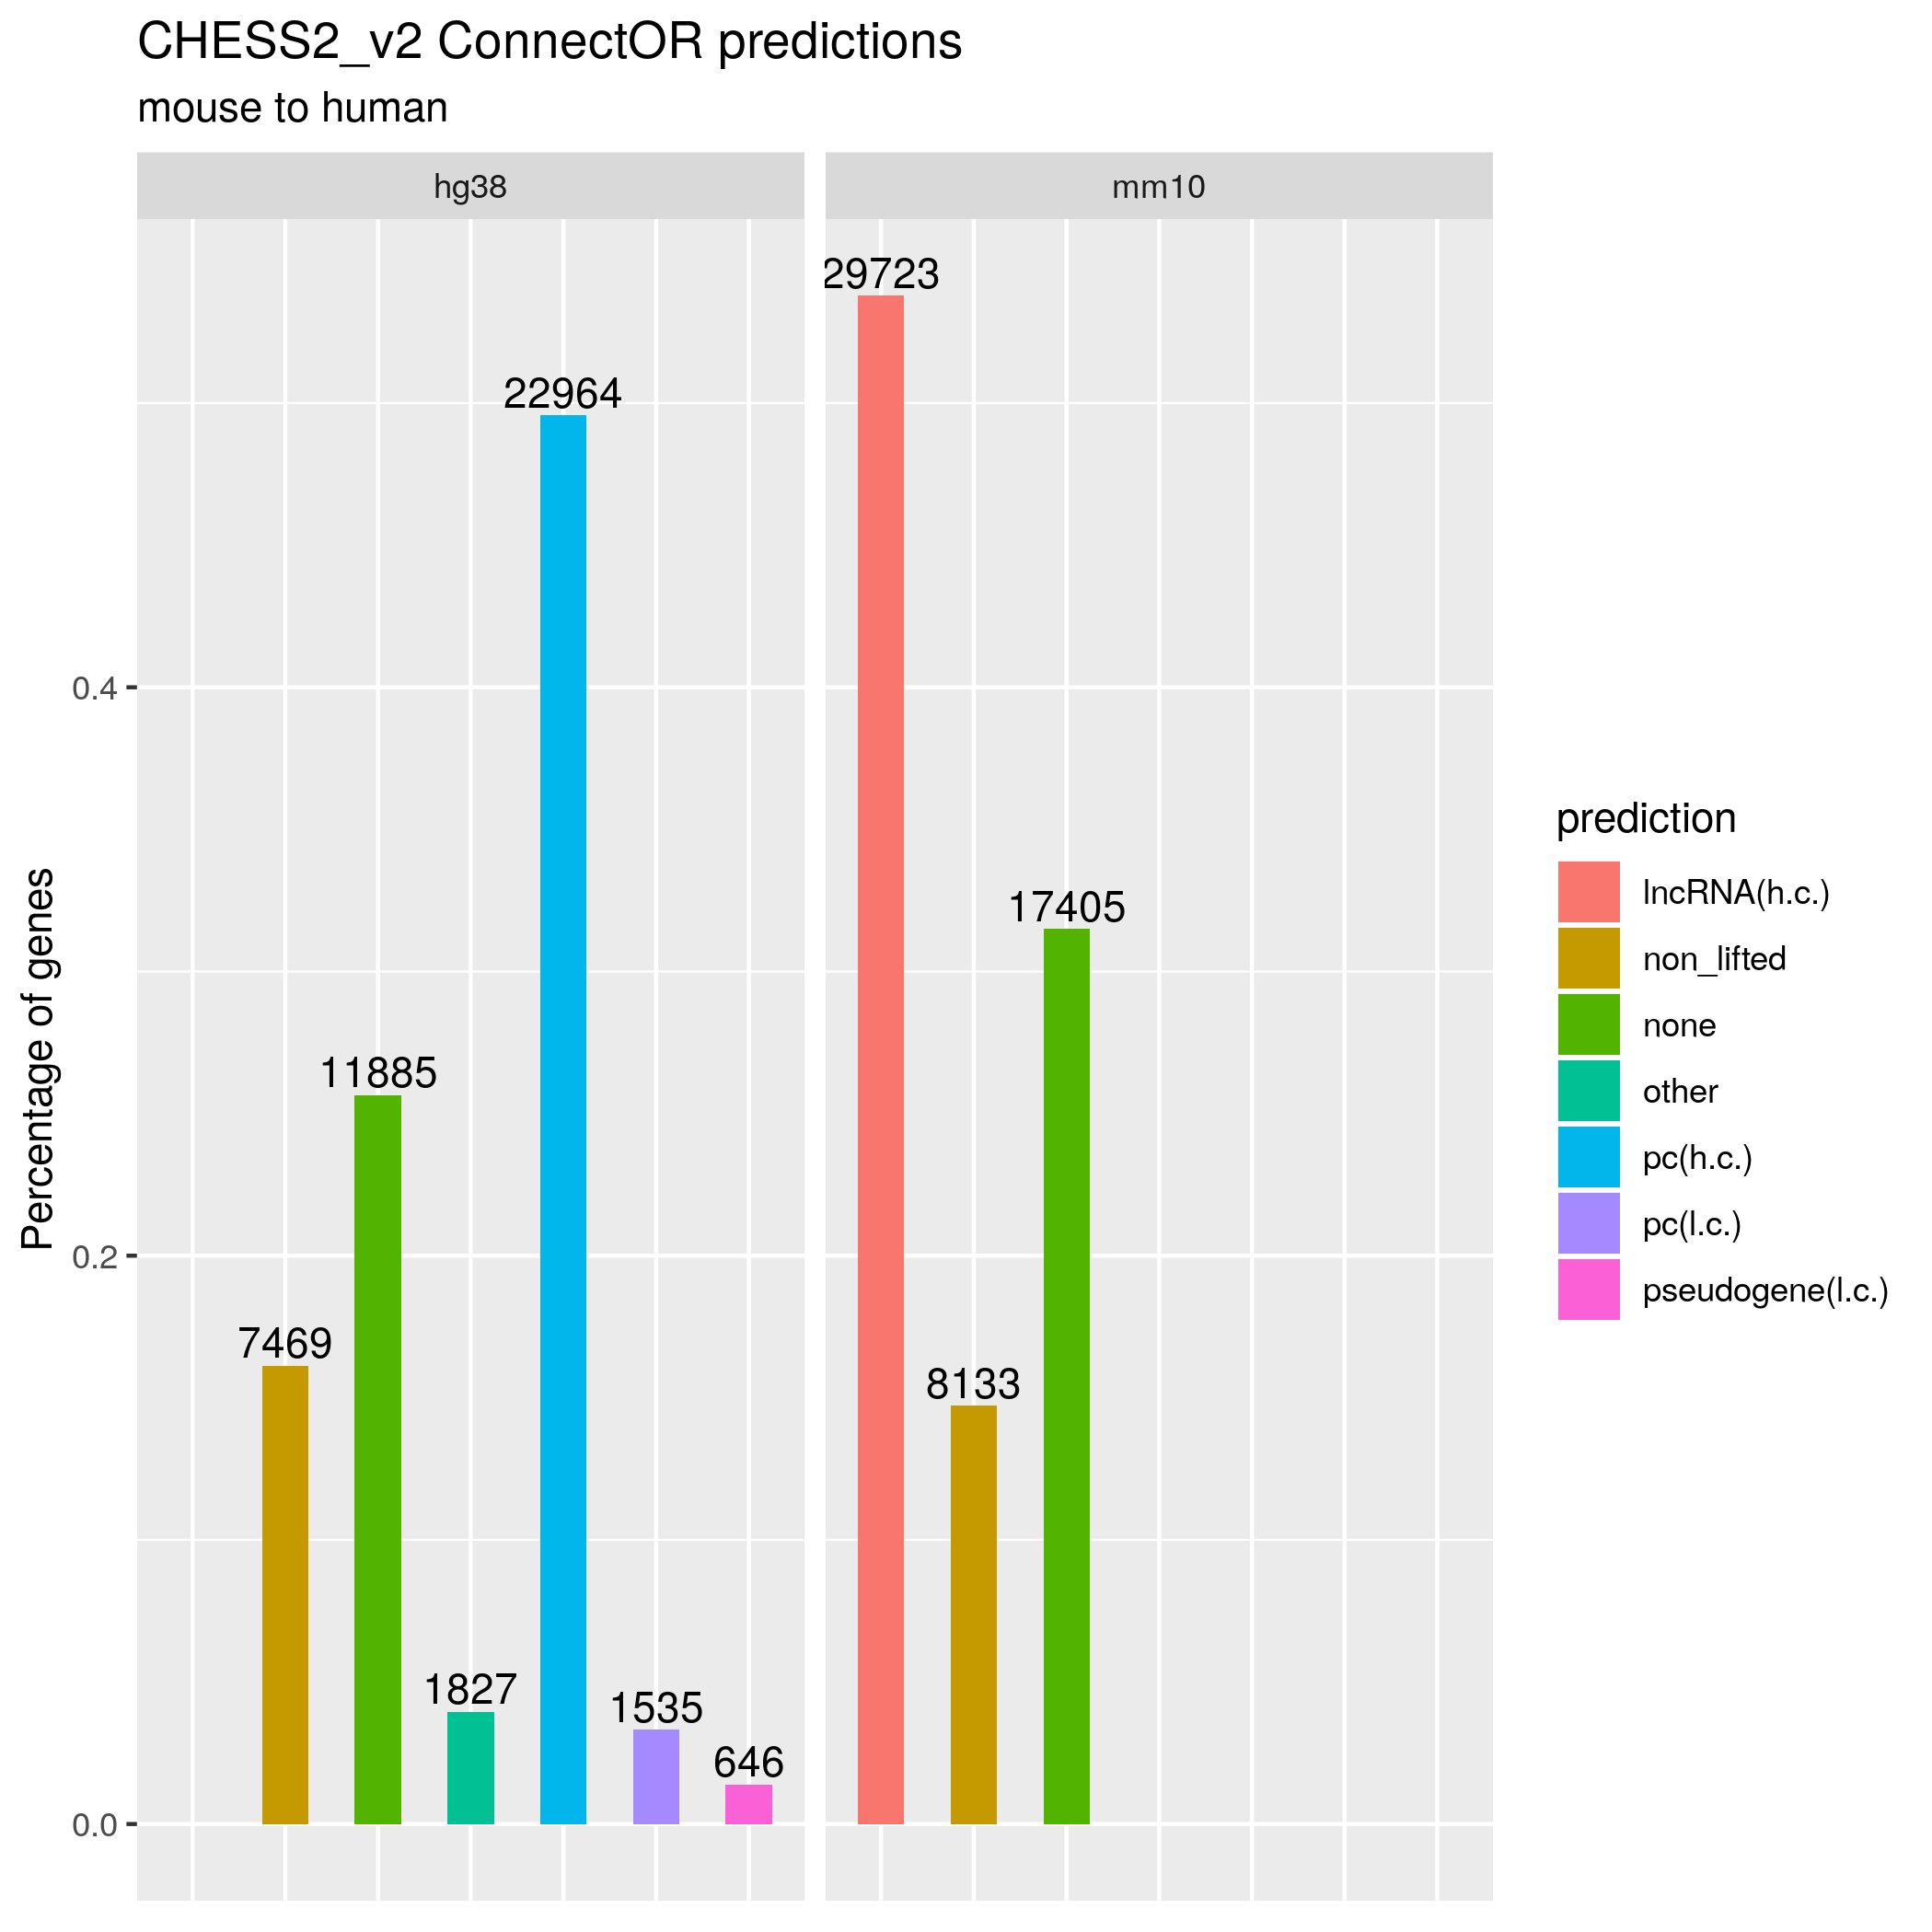 CHESS2_v2 ConnectOR predictions
mouse to human
hg38
mm10
29723
22964
0.4
17405
11885
0.2
7469
8133
1827
1535
646
0.0
Percentage of genes
prediction
lncRNA(h.c.)
non_lifted
none
other
pc(h.c.)
pc(l.c.)
pseudogene(l.c.)